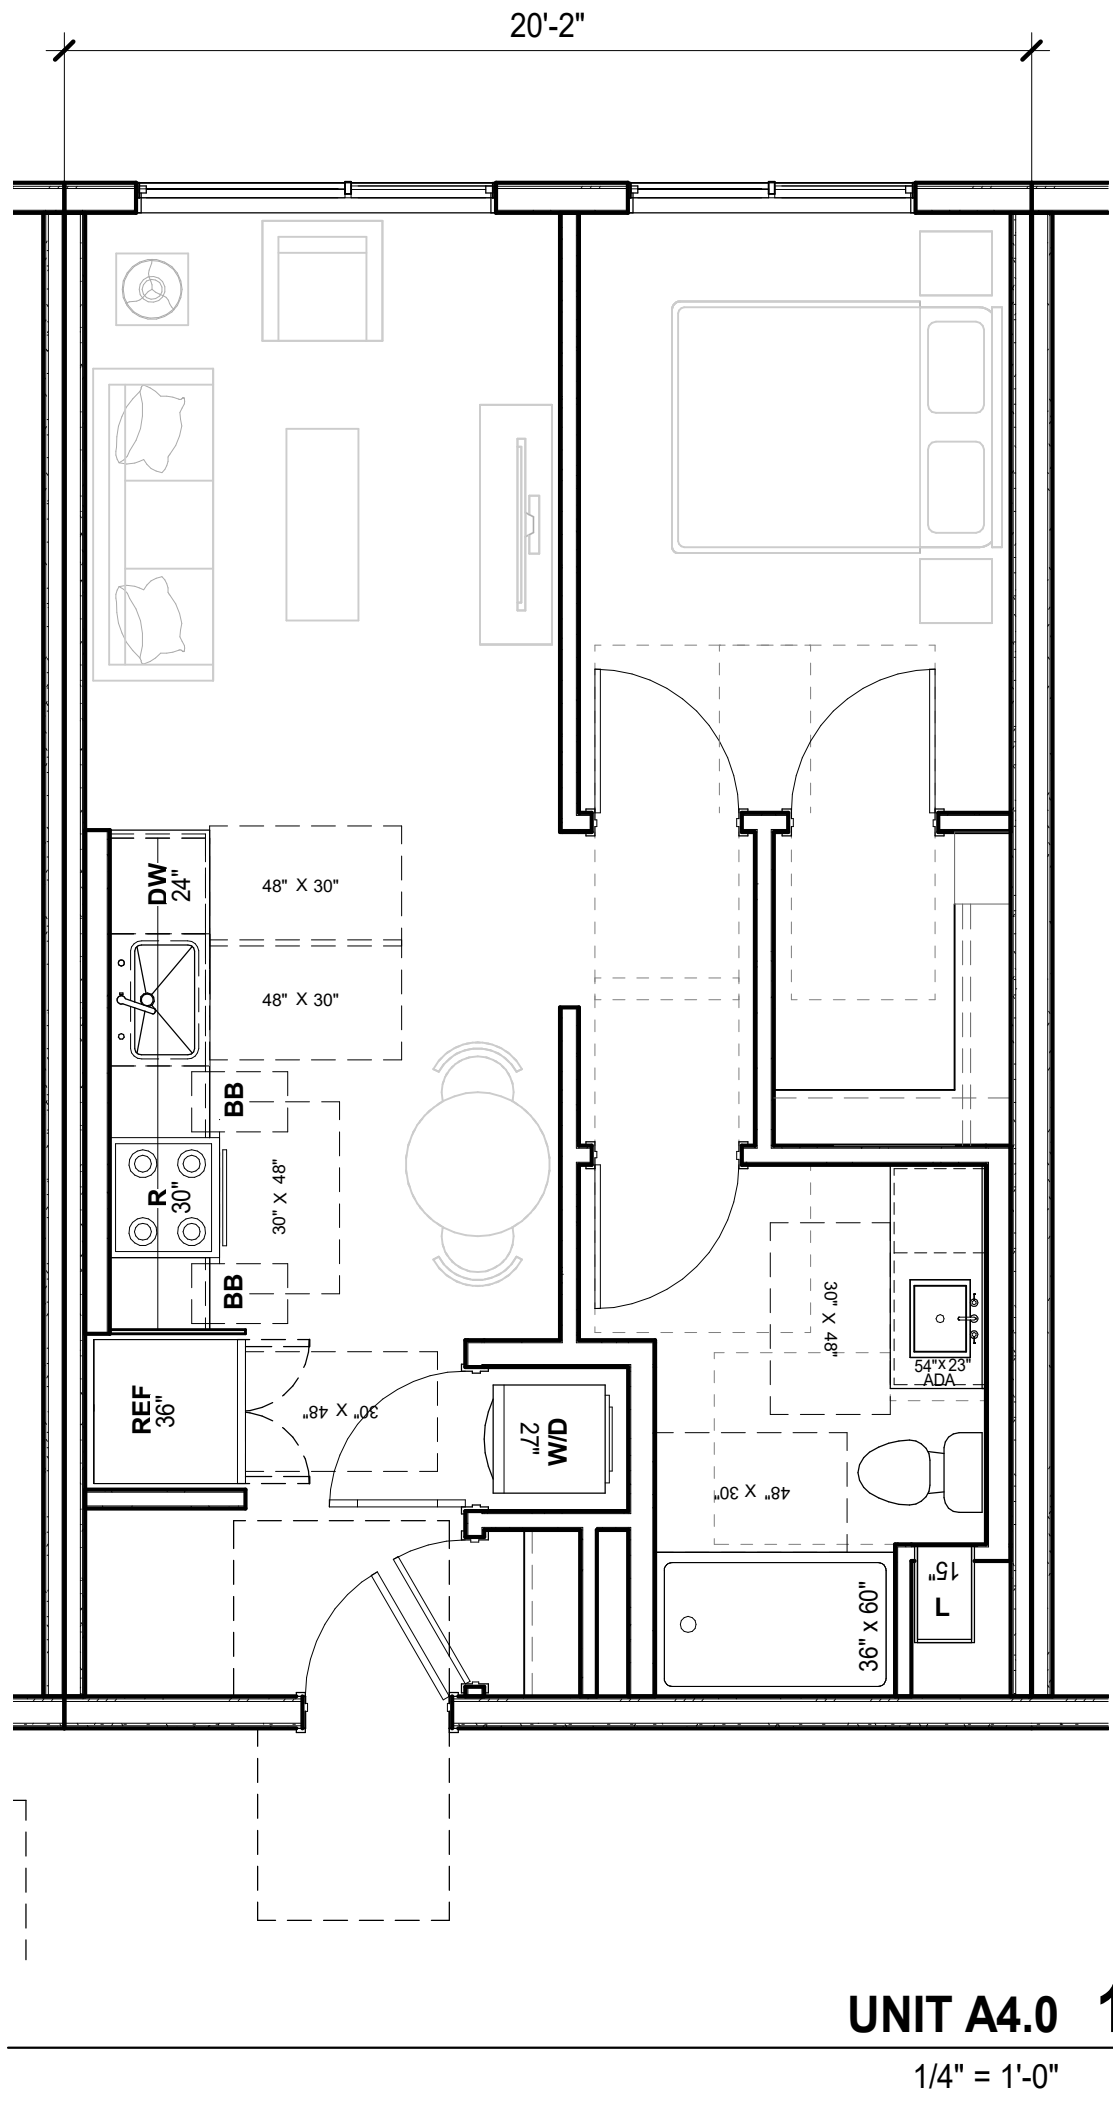 20'-2"
DW
24"
48" X 30"
48" X 30"
BB
R
30"
30" X 48"
BB
REF
36"
30" X 48"
W/D
27"
30" X 48"
54"x 23"
ADA
48" X 30"
36" x 60"
15"
L
UNIT A4.0 1
1/4" = 1'-0"